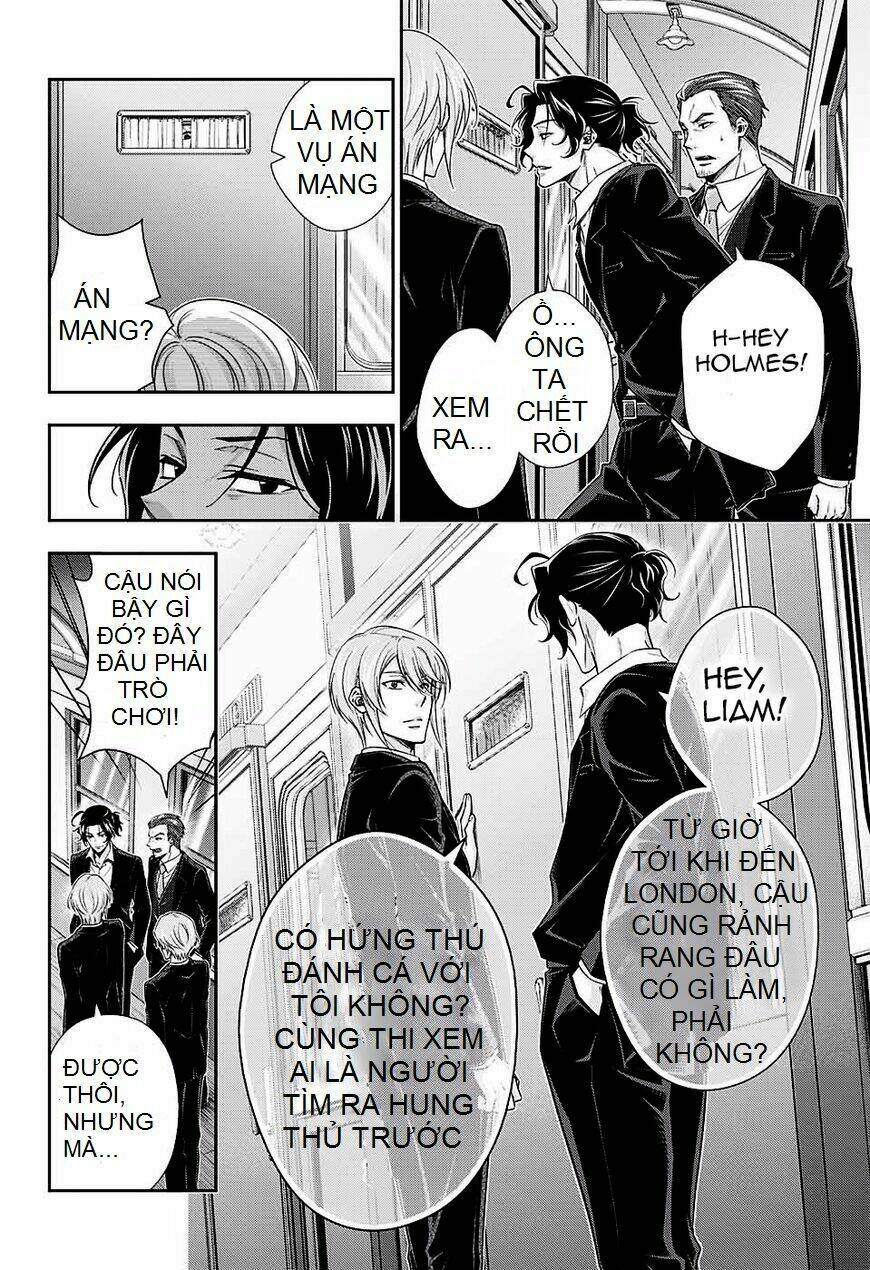 H-HEY
HOLMES!
Ồ...
ÔNG
TA
CHẾT
RỒI
XEM
RA...
LÀ MỘT
VỤ ÁN
MẠNG
ÁN
MẠNG?
HEY,
LIAM!
TỪ GIỜ
TỚI KHI ĐẾN
LONDON, CẬU
CŨNG RẢNH
RANG ĐÂU
CÓ GÌ LÀM,
PHẢI
KHÔNG?
CÓ HỨNG THÚ
ĐÁNH CÁ VỚI
TÔI KHÔNG?
CÙNG THI XEM
AI LÀ NGƯỜI
TÌM RA HUNG
THỦ TRƯỚC
CẬU NÓI
BẬY GÌ
ĐÓ? ĐÂY
ĐÂU PHẢI
TRÒ
CHƠI!
ĐƯỢC
THÔI,
NHƯNG
MÀ...